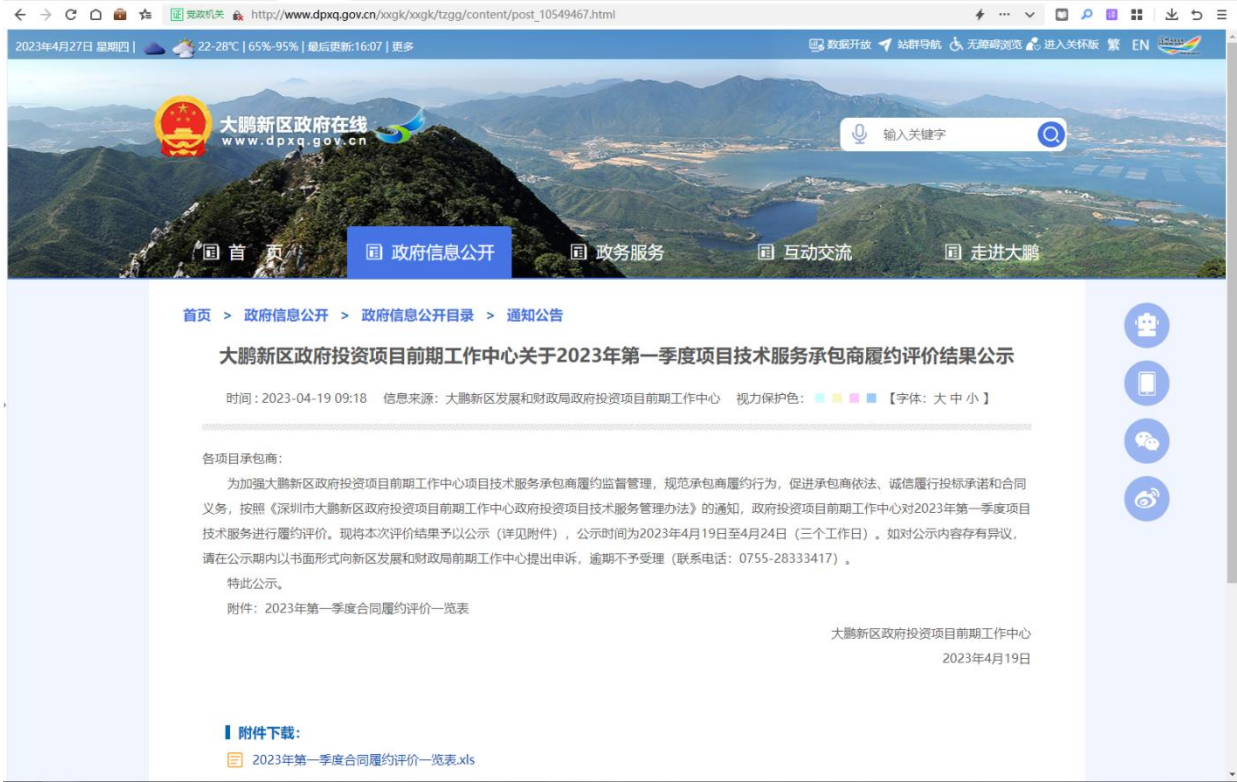 党政机关 http://www.dpxq.gov.cn/xxgk/xxgk/tzgg/content/post_10549467.html
2023年4月27日 星期四 | 22-28℃ | 65%-95% | 最后更新:16:07 | 更多 数据开放 站群导航 无障碍浏览 进入关怀版 繁 EN
大鹏新区政府在线
www.dpxq.gov.cn
输入关键字
首 页 政府信息公开 政务服务 互动交流 走进大鹏
首页 > 政府信息公开 > 政府信息公开目录 > 通知公告
大鹏新区政府投资项目前期工作中心关于2023年第一季度项目技术服务承包商履约评价结果公示
时间 : 2023-04-19 09:18 信息来源：大鹏新区发展和财政局政府投资项目前期工作中心 视力保护色： 【字体：大 中 小 】
各项目承包商：
为加强大鹏新区政府投资项目前期工作中心项目技术服务承包商履约监督管理，规范承包商履约行为，促进承包商依法、诚信履行投标承诺和合同
义务，按照《深圳市大鹏新区政府投资项目前期工作中心政府投资项目技术服务管理办法》的通知，政府投资项目前期工作中心对2023年第一季度项目
技术服务进行履约评价。现将本次评价结果予以公示（详见附件），公示时间为2023年4月19日至4月24日（三个工作日）。如对公示内容存有异议，
请在公示期内以书面形式向新区发展和财政局前期工作中心提出申诉，逾期不予受理（联系电话：0755-28333417）。
特此公示。
附件：2023年第一季度合同履约评价一览表
大鹏新区政府投资项目前期工作中心
2023年4月19日
附件下载：
2023年第一季度合同履约评价一览表.xls